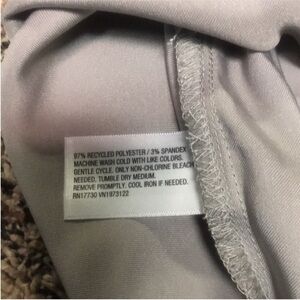 97% RECYCLED POLYESTER / 3% SPANDEX
MACHINE WASH COLD WITH LIKE COLORS.
GENTLE CYCLE. ONLY NON-CHLORINE BLEACH
NEEDED. TUMBLE DRY MEDIUM.
REMOVE PROMPTLY. COOL IRON IF NEEDED.
RN17730 VN1973122